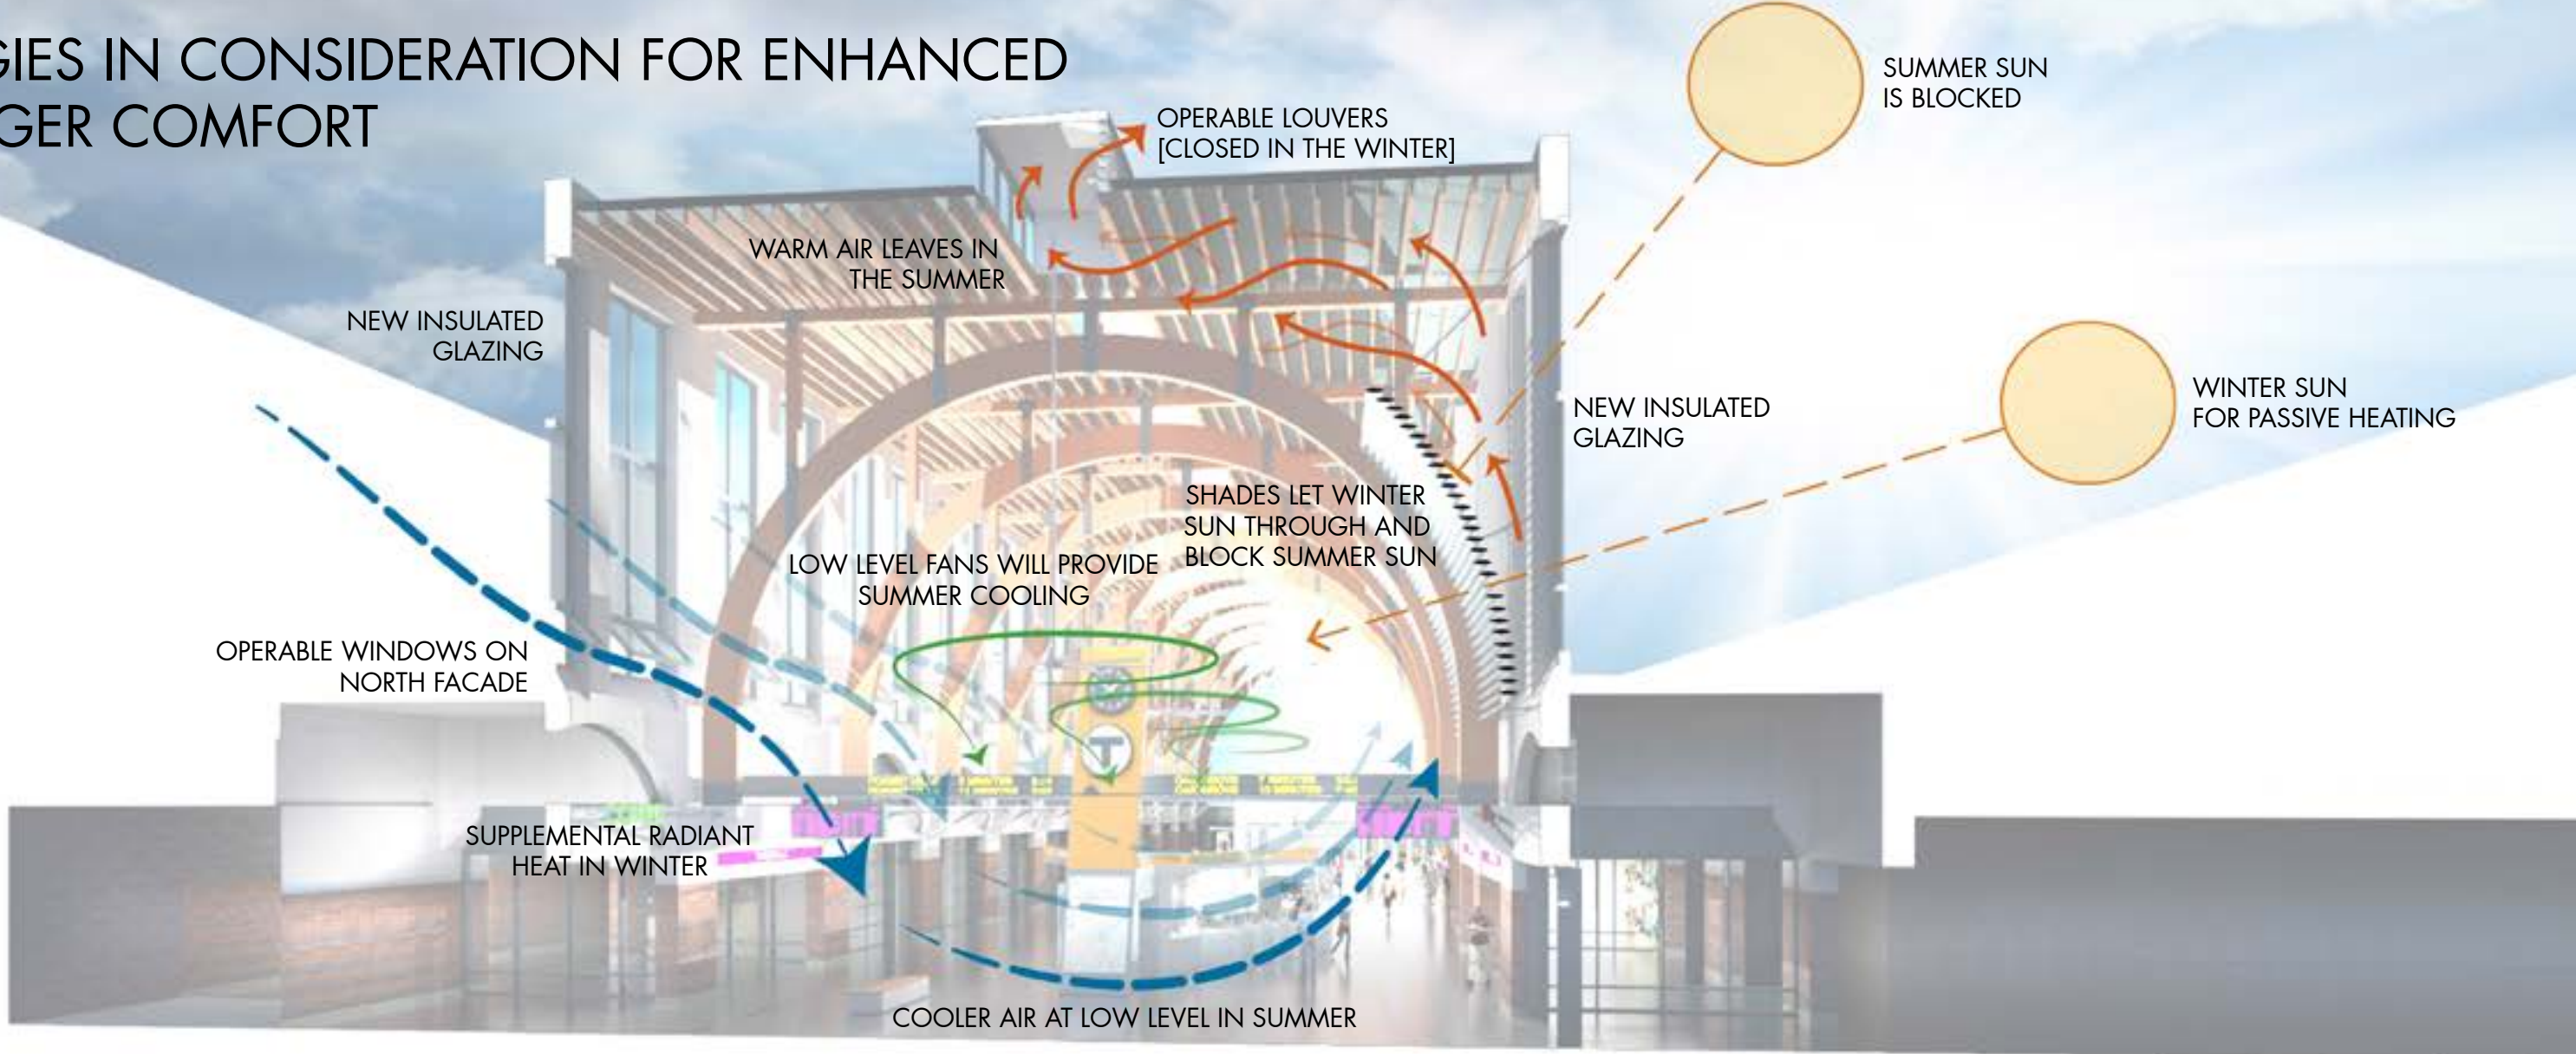 GIES IN CONSIDERATION FOR ENHANCED
GER COMFORT
SUMMER SUN
IS BLOCKED
OPERABLE LOUVERS
[CLOSED IN THE WINTER]
WARM AIR LEAVES IN
THE SUMMER
NEW INSULATED
GLAZING
WINTER SUN
FOR PASSIVE HEATING
NEW INSULATED
GLAZING
SHADES LET WINTER
SUN THROUGH AND
BLOCK SUMMER SUN
LOW LEVEL FANS WILL PROVIDE
SUMMER COOLING
OPERABLE WINDOWS ON
NORTH FACADE
T
SUPPLEMENTAL RADIANT
HEAT IN WINTER
COOLER AIR AT LOW LEVEL IN SUMMER